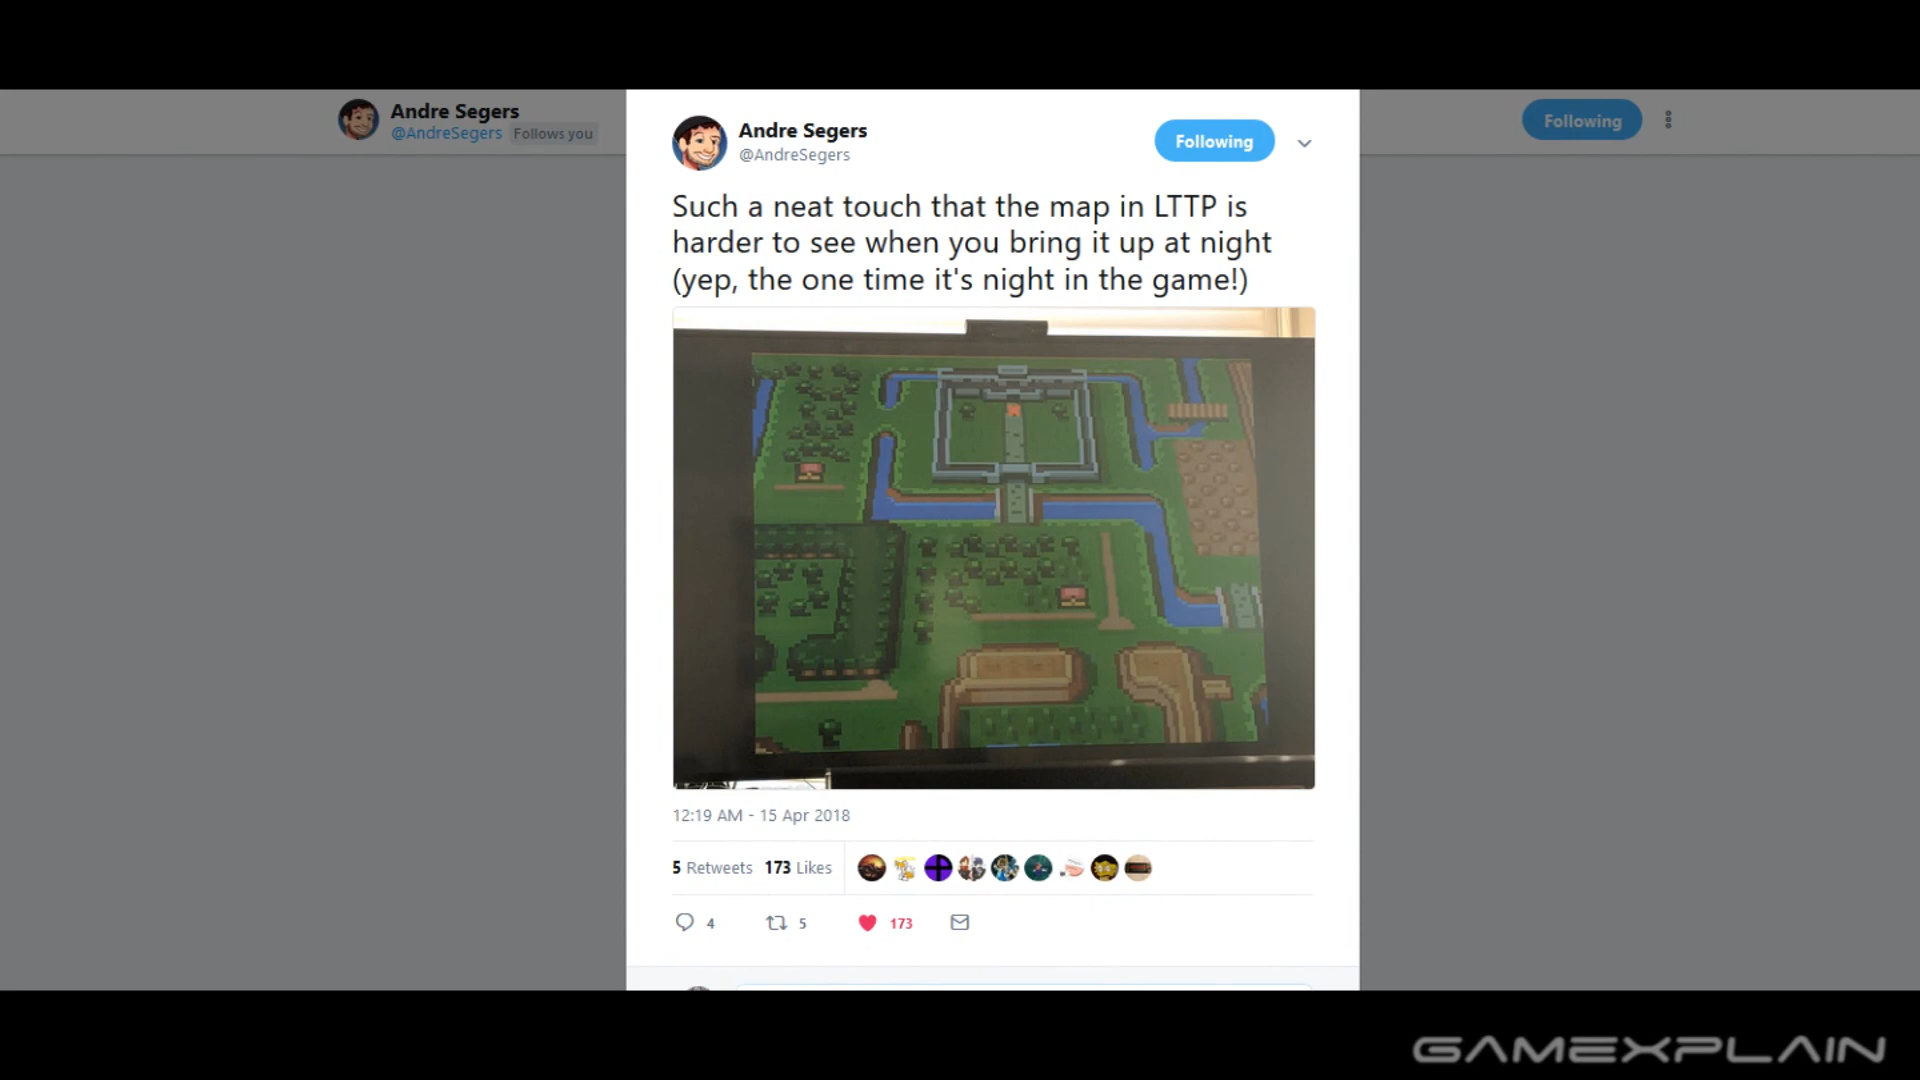 Andre Segers
@AndreSegers Follows you
Following
Andre Segers
@AndreSegers
Following
Such a neat touch that the map in LTTP is
harder to see when you bring it up at night
(yep, the one time it's night in the game!)
12:19 AM - 15 Apr 2018
5 Retweets 173 Likes
4 5 173
GAMEXPLAIN